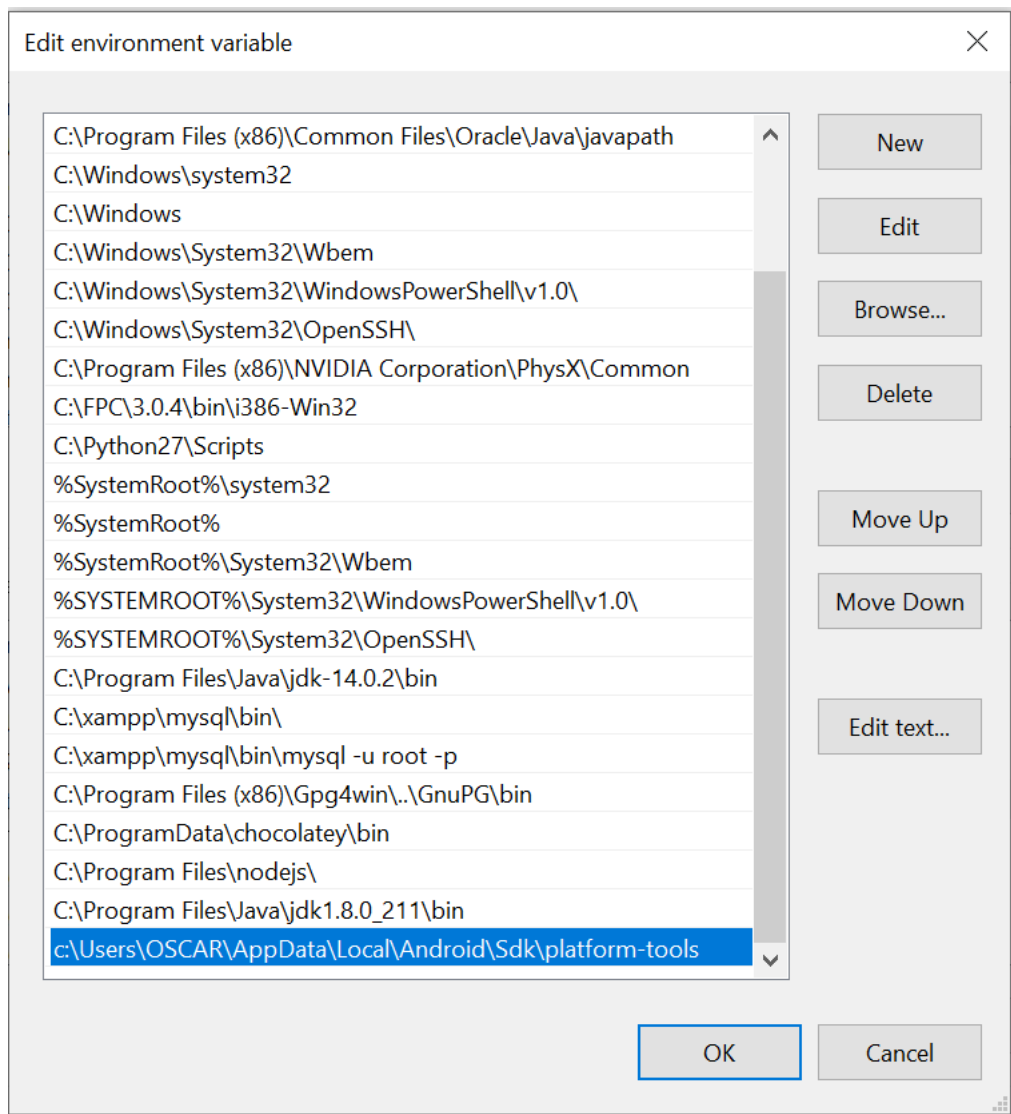 Edit environment variable
C:\Program Files (x86)\Common Files\Oracle\Java\javapath
New
C:\Windows\system32
C:\Windows
Edit
C:\Windows\System32\Wbem
C:\Windows\System32\WindowsPowerShell\v1.0\
Browse...
C:\Windows\System32\OpenSSH\
C:\Program Files (x86)\NVIDIA Corporation\PhysX\Common
Delete
C:\FPC\3.0.4\bin\i386-Win32
C:\Python27\Scripts
%SystemRoot%\system32
%SystemRoot%
Move Up
%SystemRoot%\System32\Wbem
%SYSTEMROOT%\System32\WindowsPowerShell\v1.0\
Move Down
%SYSTEMROOT%\System32\OpenSSH\
C:\Program Files\Java\jdk-14.0.2\bin
C:\xampp\mysql\bin\
Edit text...
C:\xampp\mysql\bin\mysql -u root -p
C:\Program Files (x86)\Gpg4win\..\GnuPG\bin
C:\ProgramData\chocolatey\bin
C:\Program Files\nodejs\
C:\Program Files\Java\jdk1.8.0_211\bin
c:\Users\OSCAR\AppData\Local\Android\Sdk\platform-tools
OK
Cancel